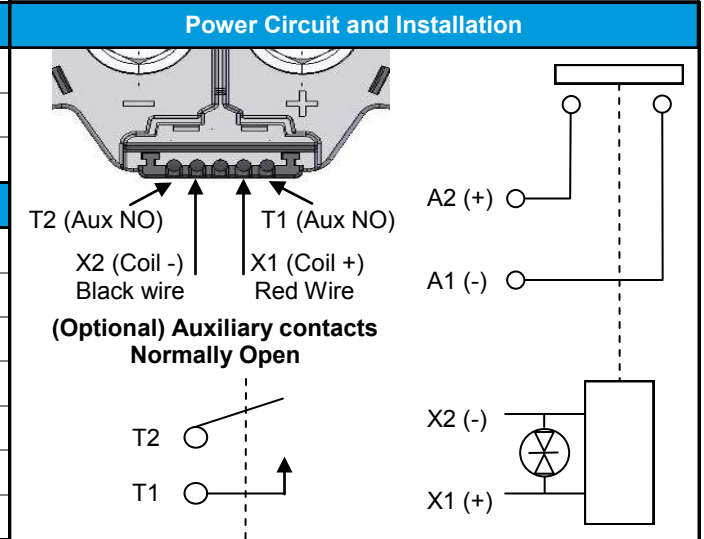 Power Circuit and Installation
T2 (Aux NO)
T1 (Aux NO)
X2 (Coil -)
Black wire
X1 (Coil +)
Red Wire
(Optional) Auxiliary contacts
Normally Open
T2
T1
A2 (+)
A1 (-)
X2 (-)
X1 (+)